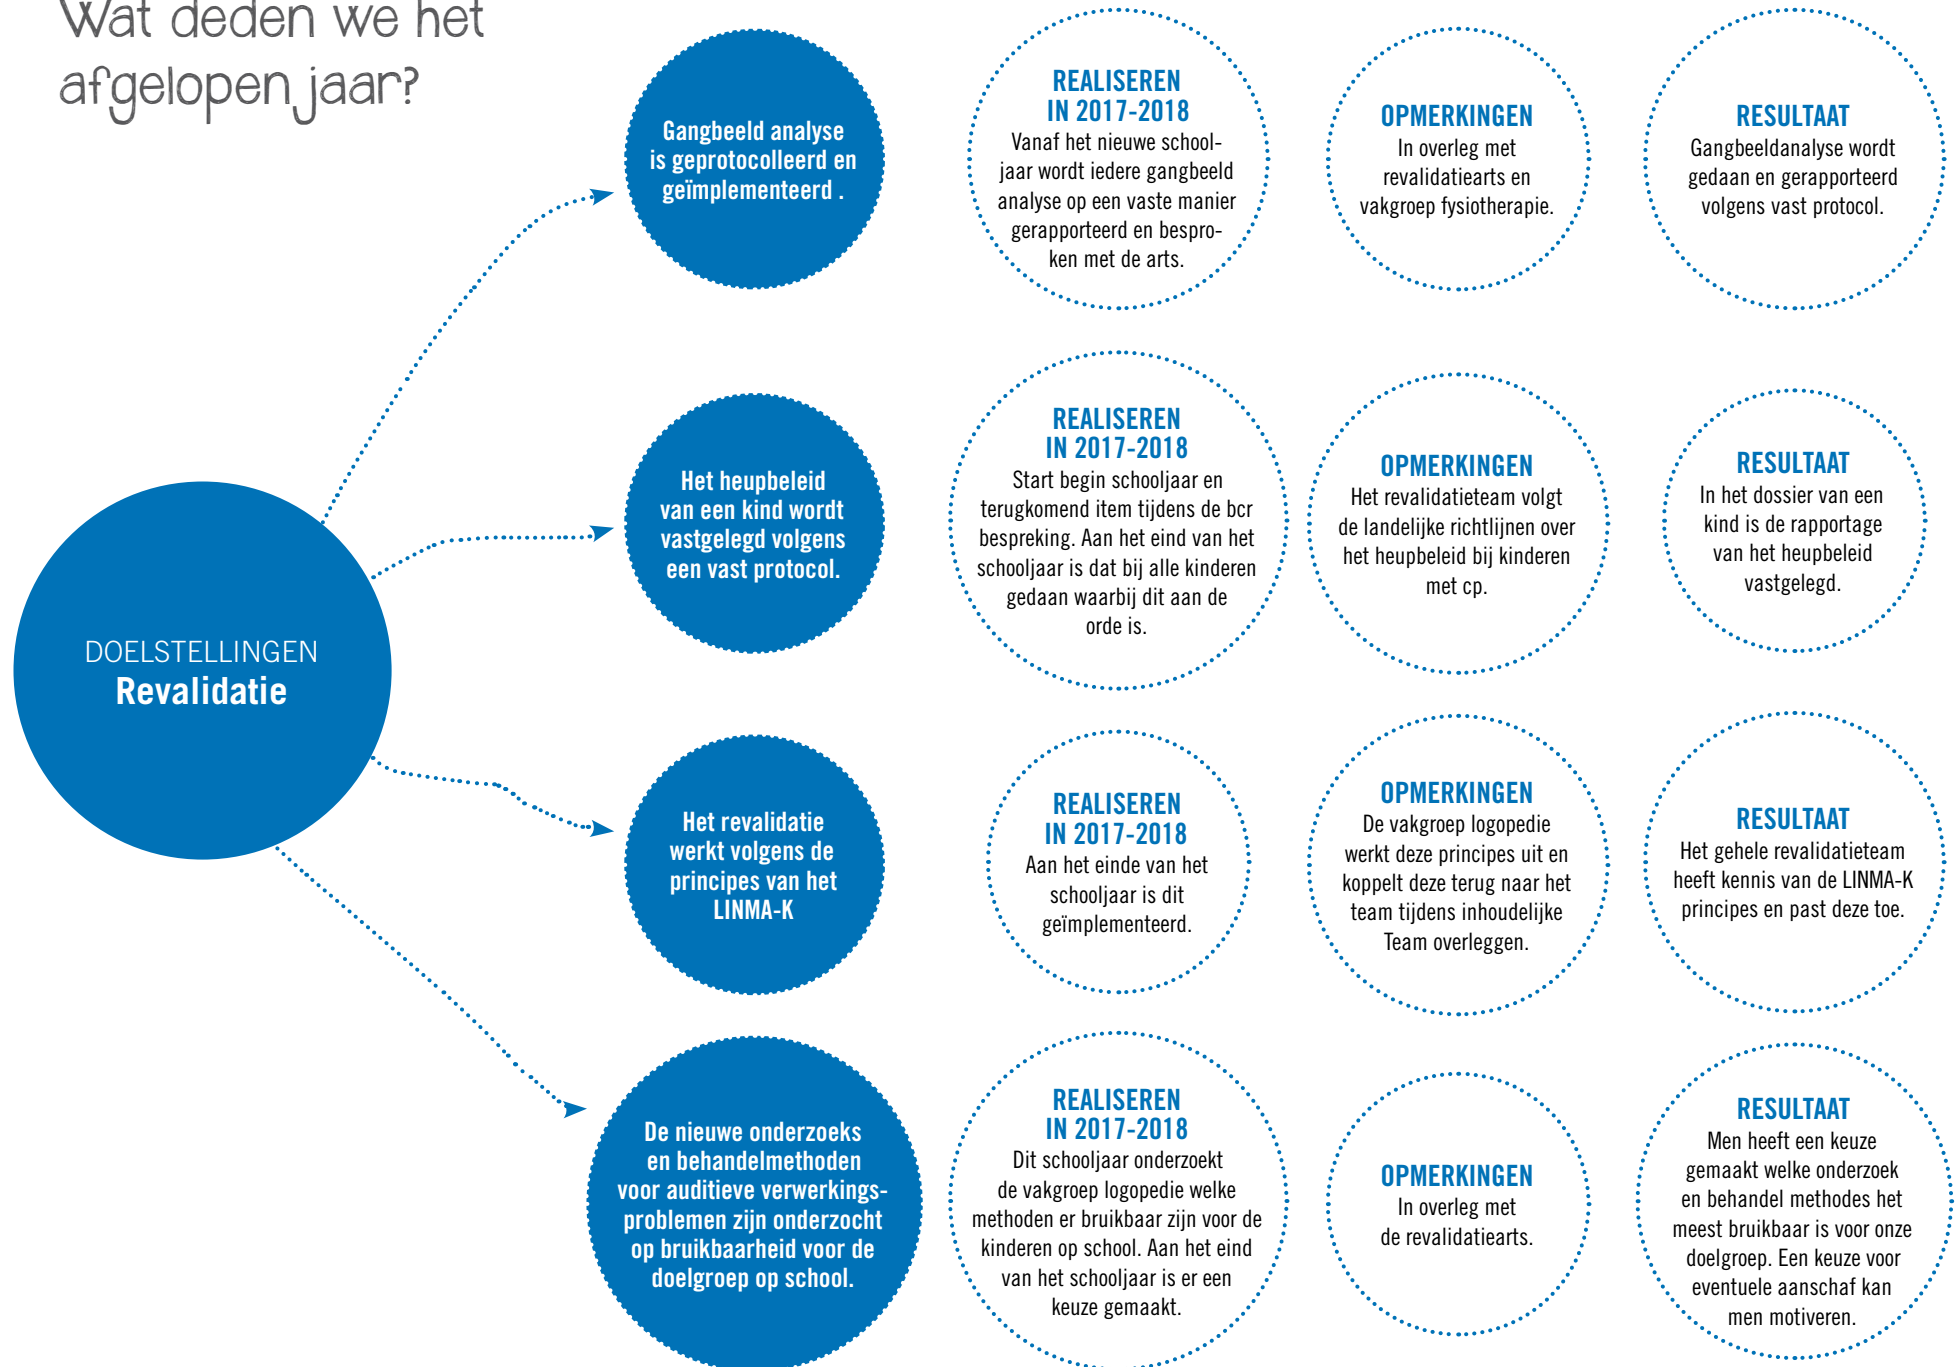 Wat deden we het
afgelopen jaar?
DOELSTELLINGEN
Revalidatie
Gangbeeld analyse
is geprotocolleerd en
geïmplementeerd .
REALISEREN
IN 2017-2018
Vanaf het nieuwe school-
jaar wordt iedere gangbeeld
analyse op een vaste manier
gerapporteerd en bespro-
ken met de arts.
OPMERKINGEN
In overleg met
revalidatiearts en
vakgroep fysiotherapie.
RESULTAAT
Gangbeeldanalyse wordt
gedaan en gerapporteerd
volgens vast protocol.
Het heupbeleid
van een kind wordt
vastgelegd volgens
een vast protocol.
REALISEREN
IN 2017-2018
Start begin schooljaar en
terugkomend item tijdens de bcr
bespreking. Aan het eind van het
schooljaar is dat bij alle kinderen
gedaan waarbij dit aan de
orde is.
OPMERKINGEN
Het revalidatieteam volgt
de landelijke richtlijnen over
het heupbeleid bij kinderen
met cp.
RESULTAAT
In het dossier van een
kind is de rapportage
van het heupbeleid
vastgelegd.
Het revalidatie
werkt volgens de
principes van het
LINMA-K
REALISEREN
IN 2017-2018
Aan het einde van het
schooljaar is dit
geïmplementeerd.
OPMERKINGEN
De vakgroep logopedie
werkt deze principes uit en
koppelt deze terug naar het
team tijdens inhoudelijke
Team overleggen.
RESULTAAT
Het gehele revalidatieteam
heeft kennis van de LINMA-K
principes en past deze toe.
De nieuwe onderzoeks
en behandelmethoden
voor auditieve verwerkings-
problemen zijn onderzocht
op bruikbaarheid voor de
doelgroep op school.
REALISEREN
IN 2017-2018
Dit schooljaar onderzoekt
de vakgroep logopedie welke
methoden er bruikbaar zijn voor de
kinderen op school. Aan het eind
van het schooljaar is er een
keuze gemaakt.
OPMERKINGEN
In overleg met
de revalidatiearts.
RESULTAAT
Men heeft een keuze
gemaakt welke onderzoek
en behandel methodes het
meest bruikbaar is voor onze
doelgroep. Een keuze voor
eventuele aanschaf kan
men motiveren.